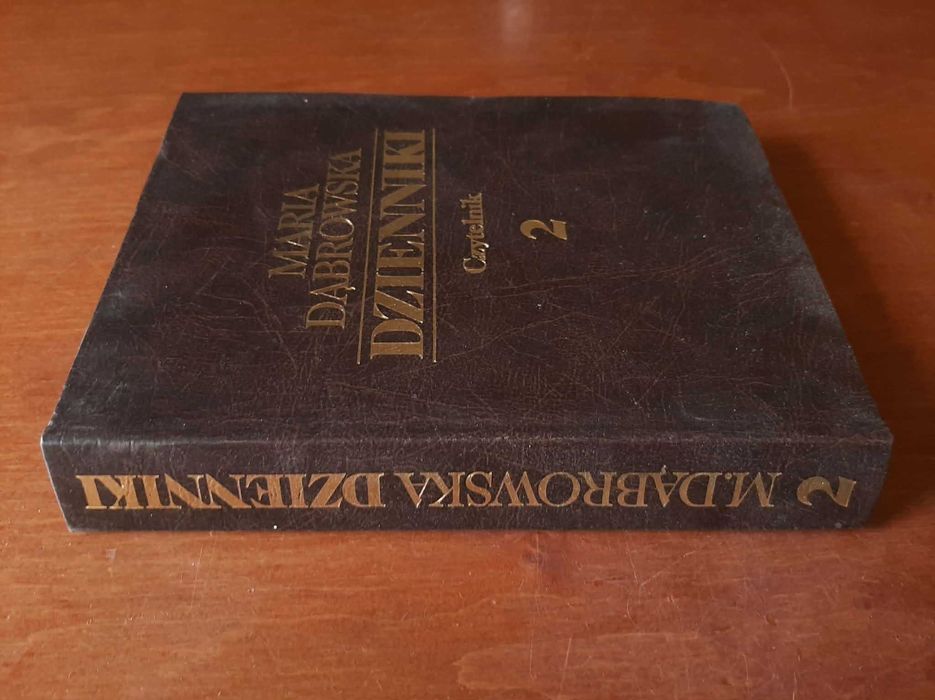 MARIA
DĄBROWSKA
DZIENNIKI
Czytelnik
2
M.DĄBROWSKA DZIENNIKI
2